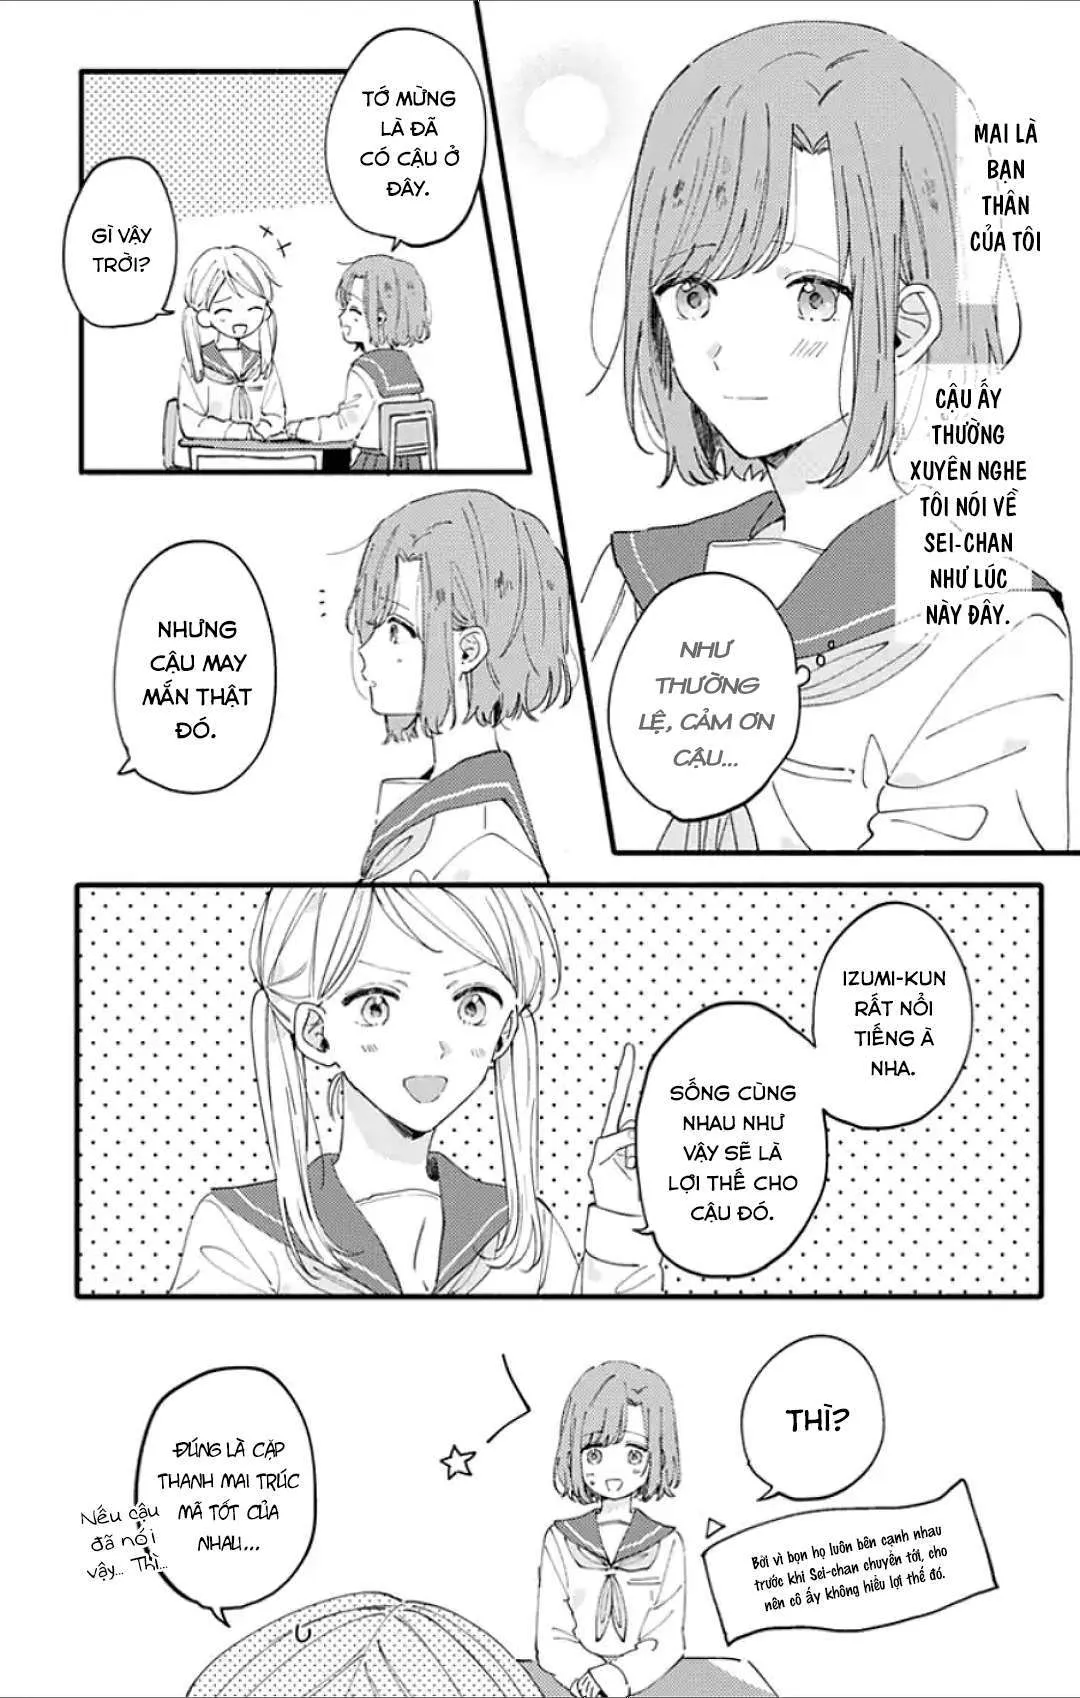 MAI LÀ
BẠN
THÂN
CỦA TÔI
CẬU ẤY
THƯỜNG
XUYÊN NGHE
TÔI NÓI VỀ
SEI-CHAN
NHƯ LÚC
NÀY ĐÂY.
NHƯ
THƯỜNG
LỆ, CẢM ƠN
CẬU...
TỚ MỪNG
LÀ ĐÃ
CÓ CẬU Ở
ĐÂY.
GÌ VẬY
TRỜI?
NHƯNG
CẬU MAY
MẮN THẬT
ĐÓ.
IZUMI-KUN
RẤT NỔI
TIẾNG À
NHA.
SỐNG CÙNG
NHAU NHƯ
VẬY SẼ LÀ
LỢI THẾ CHO
CẬU ĐÓ.
THÌ?
Bởi vì bọn họ luôn bên cạnh nhau
trước khi Sei-chan chuyển tới, cho
nên cô ấy không hiểu lợi thế đó.
ĐÚNG LÀ CẶP
THANH MAI TRÚC
MÃ TỐT CỦA
NHAU...
Nếu cậu
đã nói
vậy... Thì...